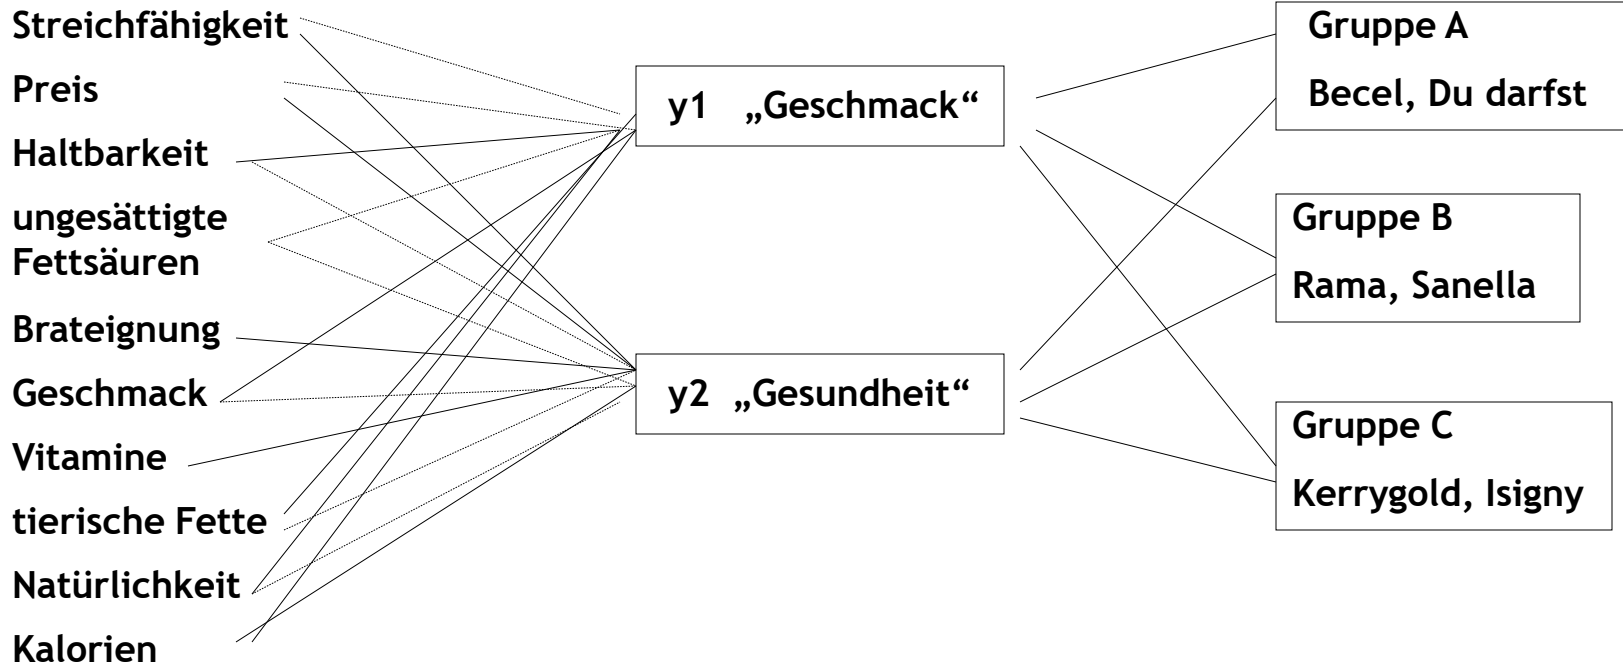 Streichfähigkeit
Preis
Haltbarkeit
ungesättigte
Fettsäuren
Brateignung
Geschmack
Vitamine
tierische Fette
Natürlichkeit
Kalorien
y1 „Geschmack“
y2 „Gesundheit“
Gruppe A
Becel, Du darfst
Gruppe B
Rama, Sanella
Gruppe C
Kerrygold, Isigny